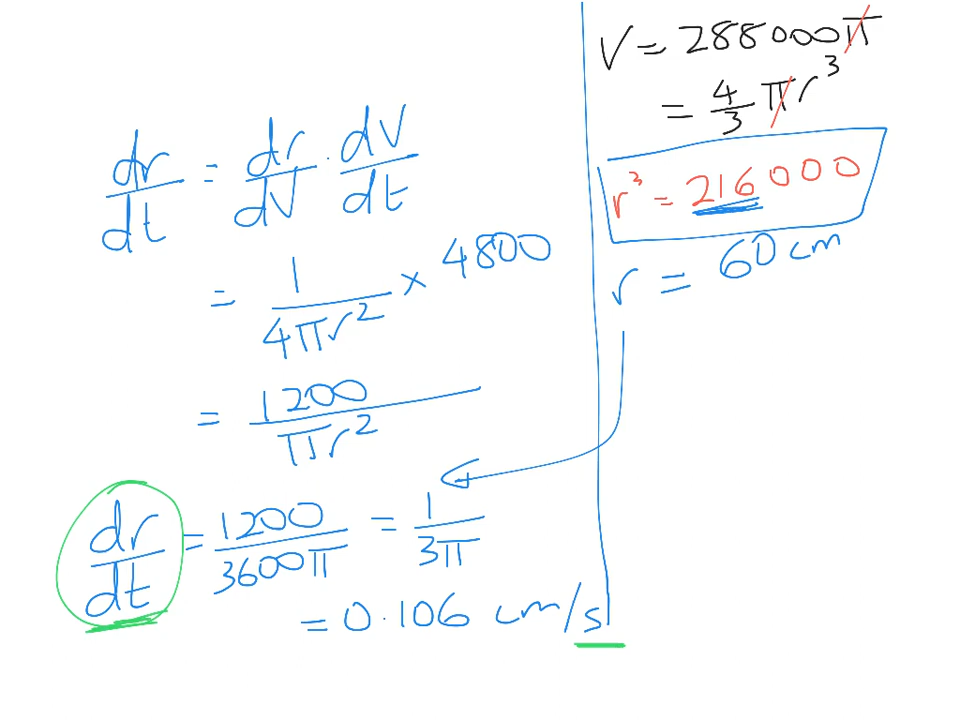 V = 288000π
= 4/3 πr³
r³ = 216000
r = 60 cm
dr/dt = dr/dV · dV/dt
= 1/4πr² × 4800
= 1200/πr²
dr/dt = 1200/3600π = 1/3π
= 0.106 cm/s